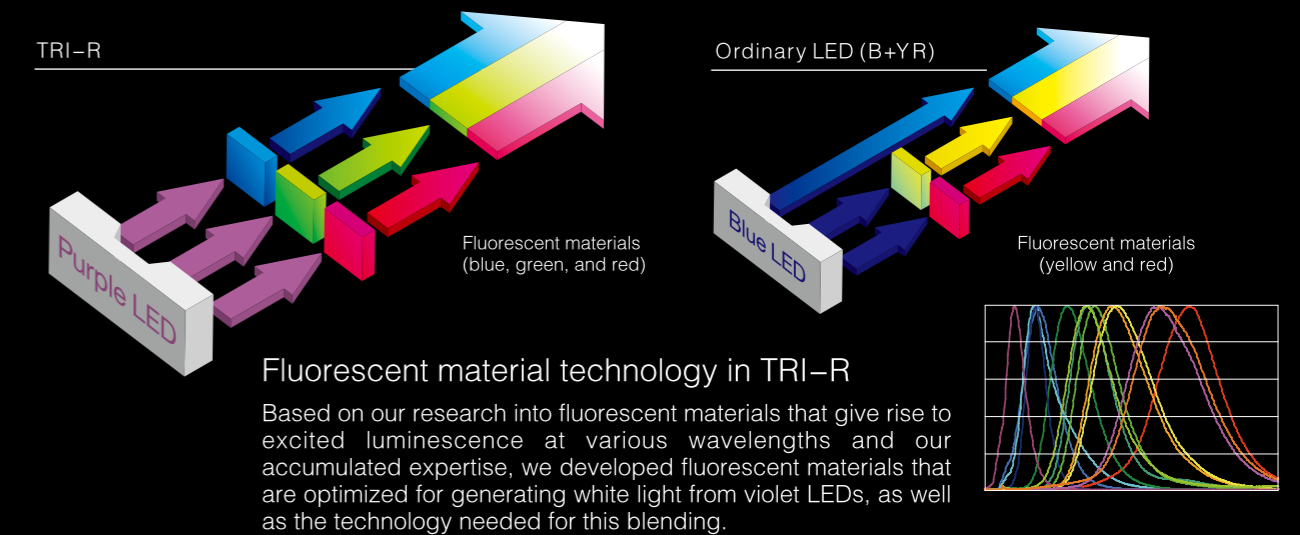 TRI–R
Ordinary LED (B+YR)
Purple LED
Blue LED
Fluorescent materials
(blue, green, and red)
Fluorescent materials
(yellow and red)
Fluorescent material technology in TRI–R
Based on our research into fluorescent materials that give rise to
excited luminescence at various wavelengths and our
accumulated expertise, we developed fluorescent materials that
are optimized for generating white light from violet LEDs, as well
as the technology needed for this blending.